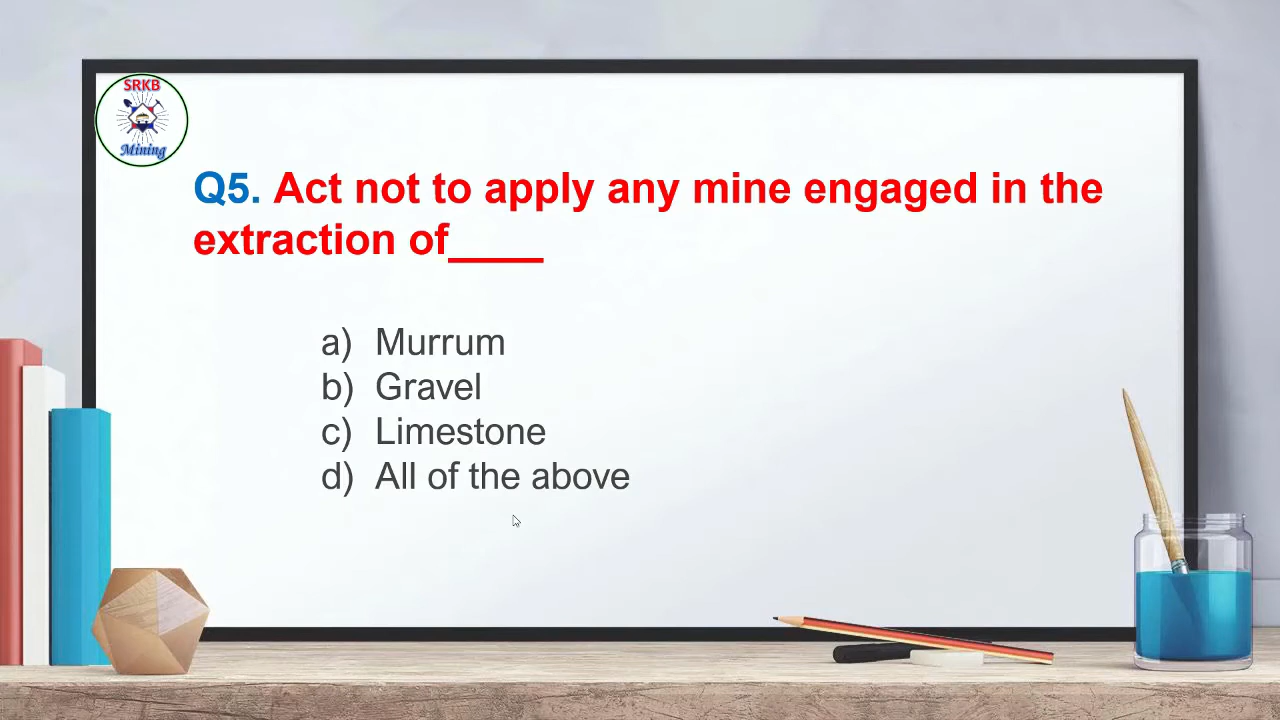 SRKB
Mining
Q5. Act not to apply any mine engaged in the
extraction of____
a) Murrum
b) Gravel
c) Limestone
d) All of the above